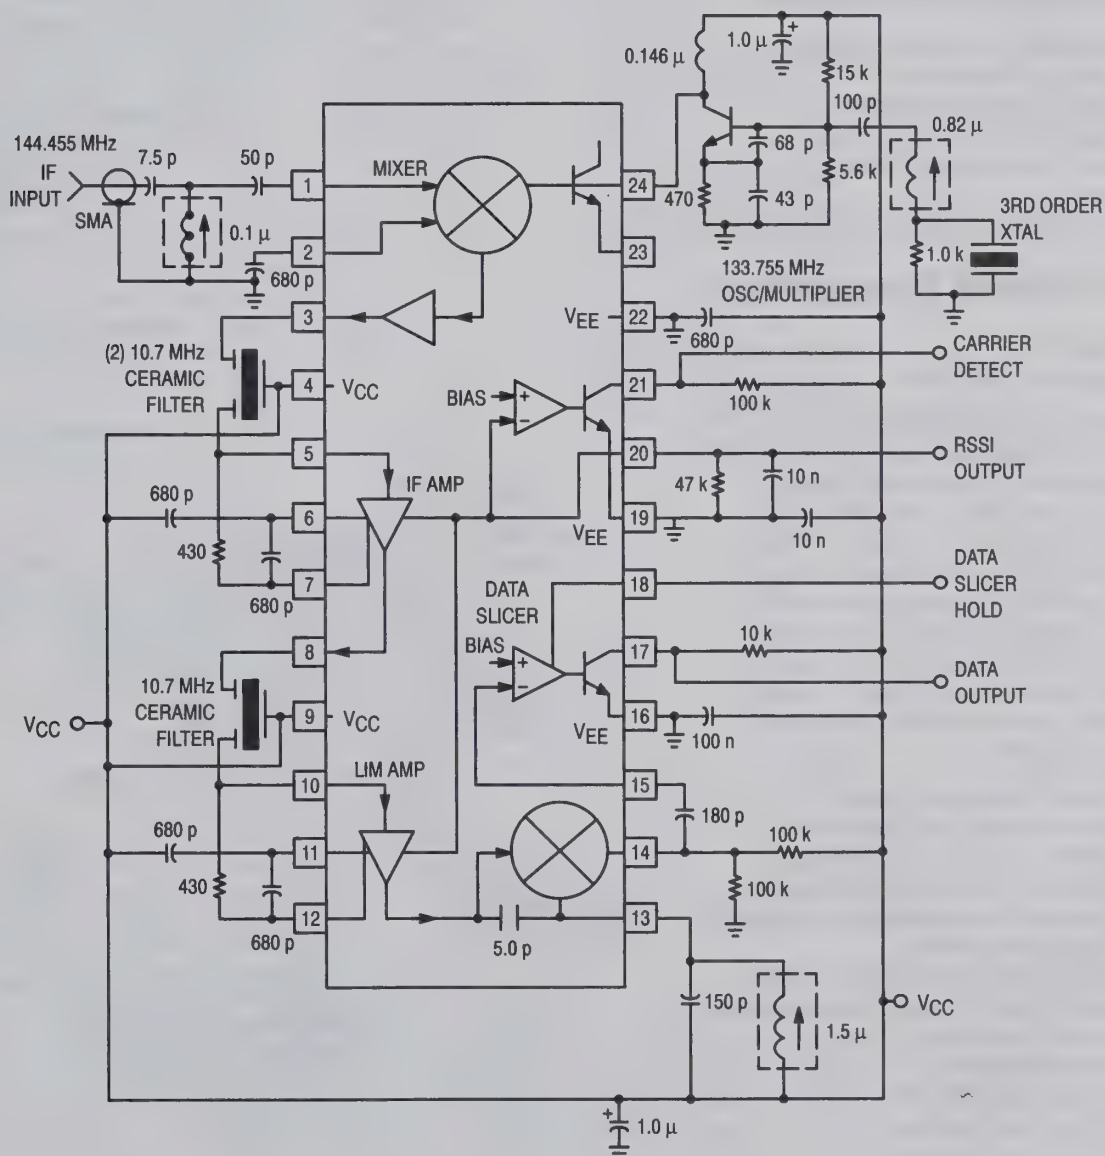 144.455 MHz
IF
INPUT
SMA
7.5 p
50 p
0.1 µ
680 p
MIXER
1
2
3
4
5
6
7
8
9
10
11
12
24
23
22
21
20
19
18
17
16
15
14
13
0.146 µ
1.0 µ
+
15 k
100 p
0.82 µ
68 p
5.6 k
470
43 p
3RD ORDER
XTAL
1.0 k
133.755 MHz
OSC/MULTIPLIER
VEE
680 p
CARRIER
DETECT
100 k
(2) 10.7 MHz
CERAMIC
FILTER
VCC
BIAS
+
−
RSSI
OUTPUT
47 k
10 n
10 n
VEE
IF AMP
680 p
430
680 p
DATA
SLICER
BIAS
+
−
DATA
SLICER
HOLD
10 k
DATA
OUTPUT
VEE
100 n
10.7 MHz
CERAMIC
FILTER
VCC
VCC
LIM AMP
680 p
430
680 p
180 p
100 k
100 k
5.0 p
150 p
1.5 µ
VCC
+
1.0 µ